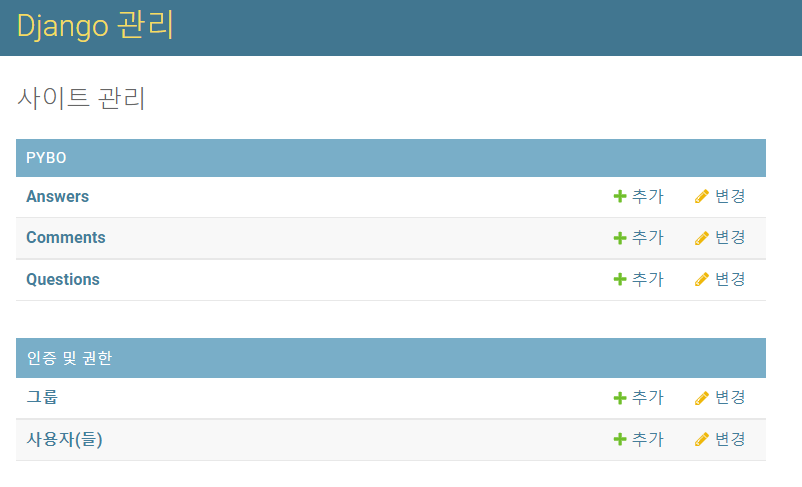 Django 관리
사이트 관리
PYBO
Answers 추가 변경
Comments 추가 변경
Questions 추가 변경
인증 및 권한
그룹 추가 변경
사용자(들) 추가 변경